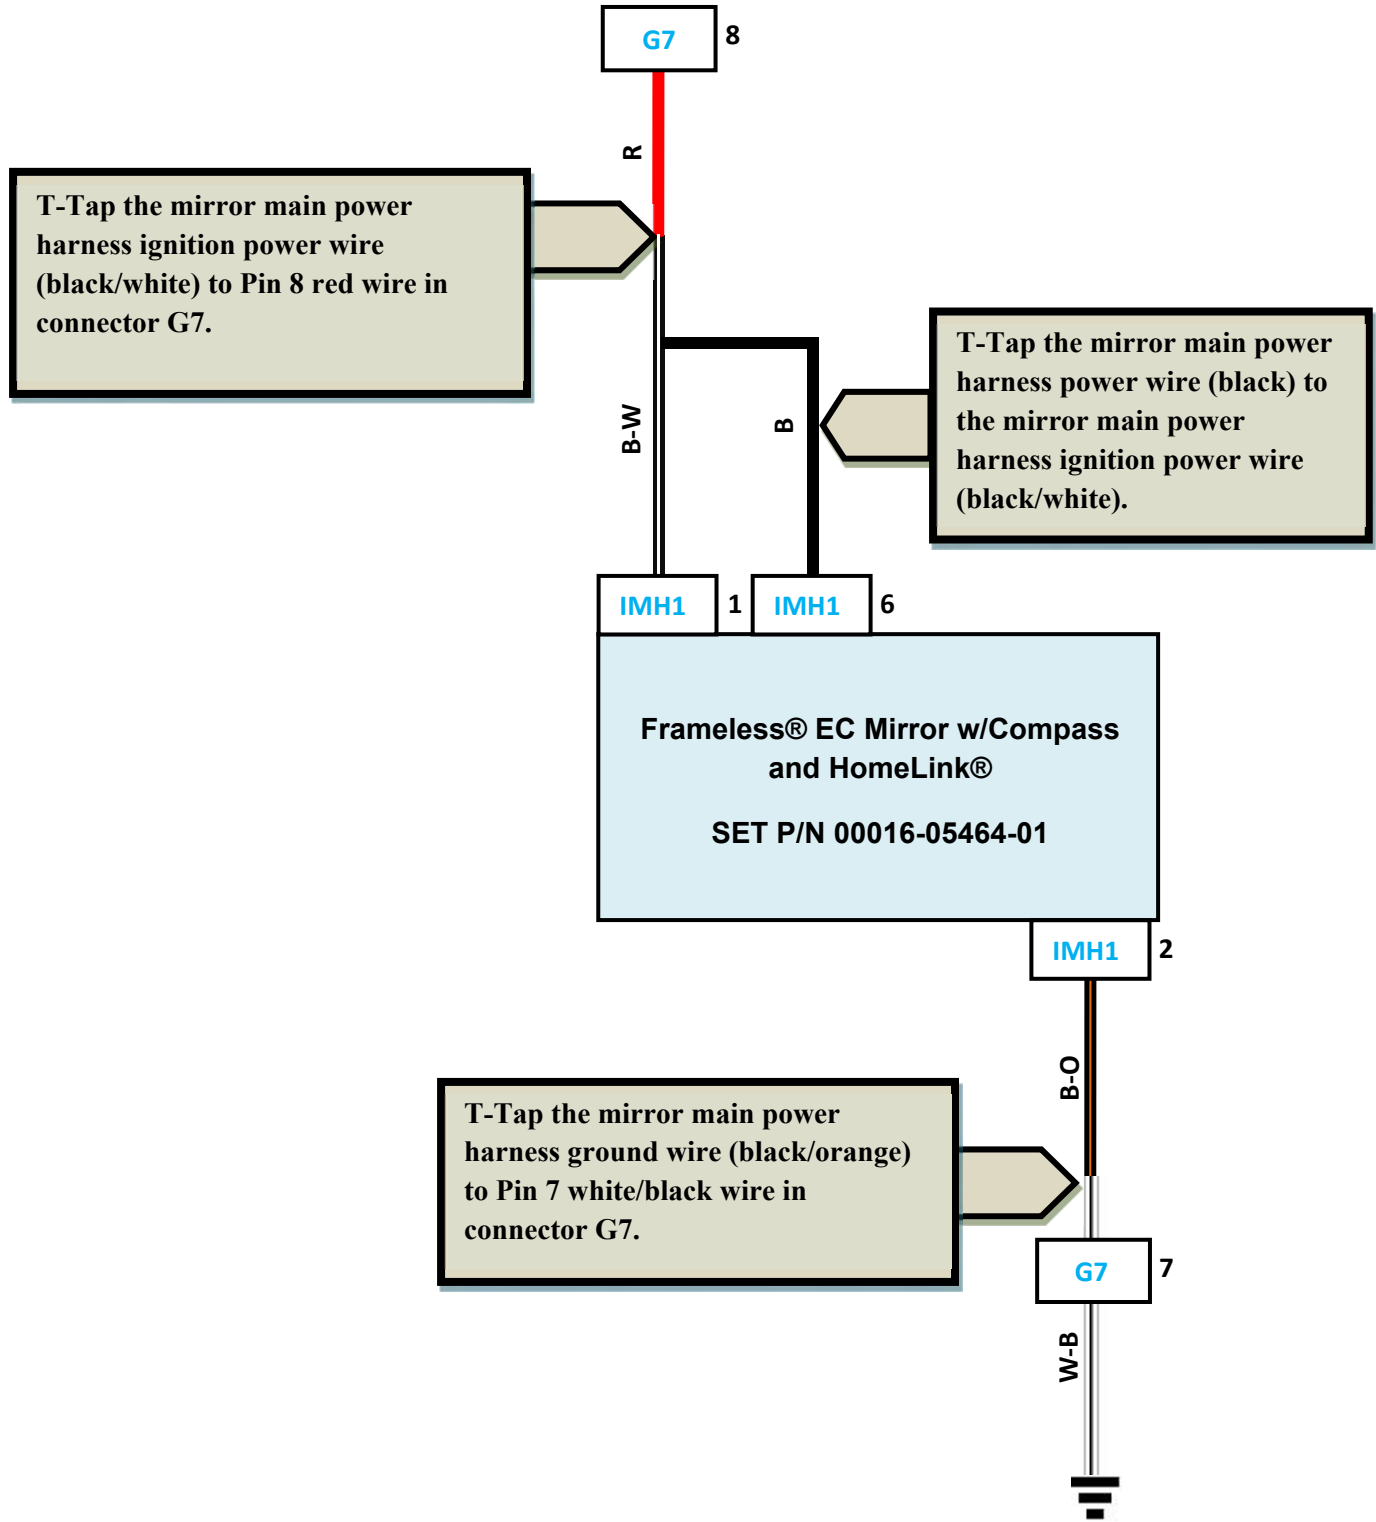 G7 8
R
T-Tap the mirror main power
harness ignition power wire
(black/white) to Pin 8 red wire in
connector G7.
T-Tap the mirror main power
harness power wire (black) to
the mirror main power
harness ignition power wire
(black/white).
B-W
B
IMH1 1 IMH1 6
Frameless® EC Mirror w/Compass
and HomeLink®
SET P/N 00016-05464-01
IMH1 2
B-O
T-Tap the mirror main power
harness ground wire (black/orange)
to Pin 7 white/black wire in
connector G7.
G7 7
W-B